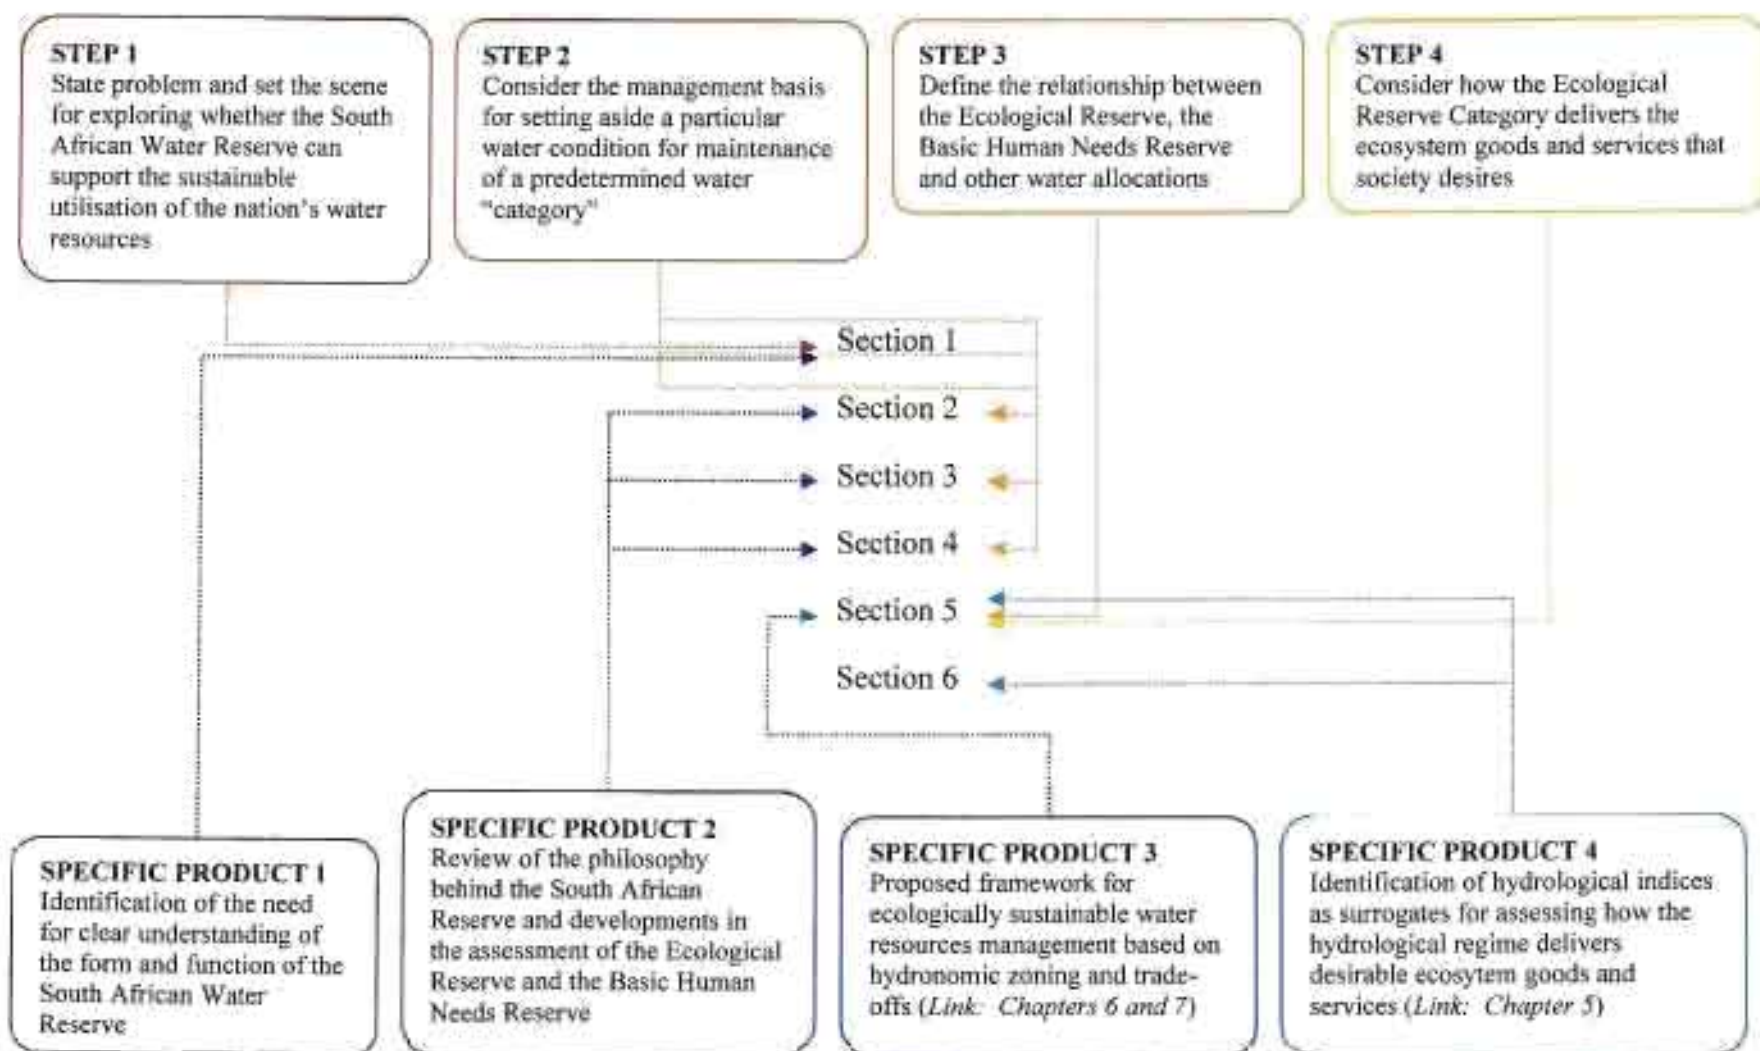 STEP 1
State problem and set the scene
for exploring whether the South
African Water Reserve can
support the sustainable
utilisation of the nation's water
resources
STEP 2
Consider the management basis
for setting aside a particular
water condition for maintenance
of a predetermined water
"category"
STEP 3
Define the relationship between
the Ecological Reserve, the
Basic Human Needs Reserve
and other water allocations
STEP 4
Consider how the Ecological
Reserve Category delivers the
ecosystem goods and services that
society desires
Section 1
Section 2
Section 3
Section 4
Section 5
Section 6
SPECIFIC PRODUCT 1
Identification of the need
for clear understanding of
the form and function of the
South African Water
Reserve
SPECIFIC PRODUCT 2
Review of the philosophy
behind the South African
Reserve and developments in
the assessment of the Ecological
Reserve and the Basic Human
Needs Reserve
SPECIFIC PRODUCT 3
Proposed framework for
ecologically sustainable water
resources management based on
hydronomic zoning and trade-
offs (Link: Chapters 6 and 7)
SPECIFIC PRODUCT 4
Identification of hydrological indices
as surrogates for assessing how the
hydrological regime delivers
desirable ecosytem goods and
services (Link: Chapter 5)